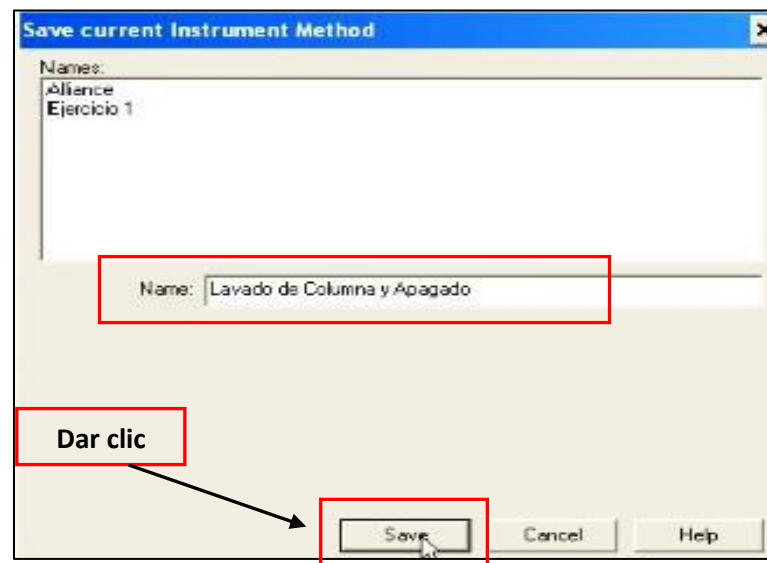 Save current Instrument Method
Names:
Alliance
Ejercicio 1
Name: Lavado de Columna y Apagado
Dar clic
Save Cancel Help